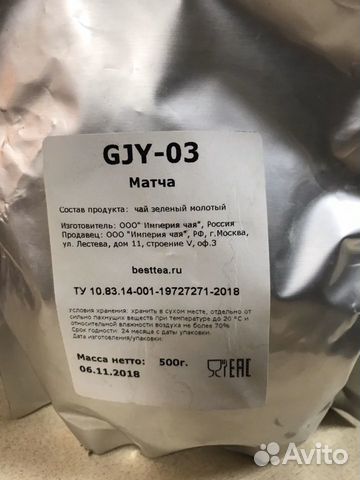 GJY-03
Матча
Состав продукта: чай зеленый молотый
Изготовитель: ООО" Империя чая", Россия
Продавец: ООО "Империя чая", РФ, г.Москва,
ул. Лестева, дом 11, строение V, оф.3
besttea.ru
ТУ 10.83.14-001-19727271-2018
Условия хранения: хранить в сухом месте, отдельно от
сильно пахнущих веществ при температуре до 20 °С и
относительной влажности воздуха не более 70%
Срок годности: 24 месяца с даты упаковки.
Дата изготовления/упаковки:
Масса нетто: 500г.
06.11.2018
EAC
Avito